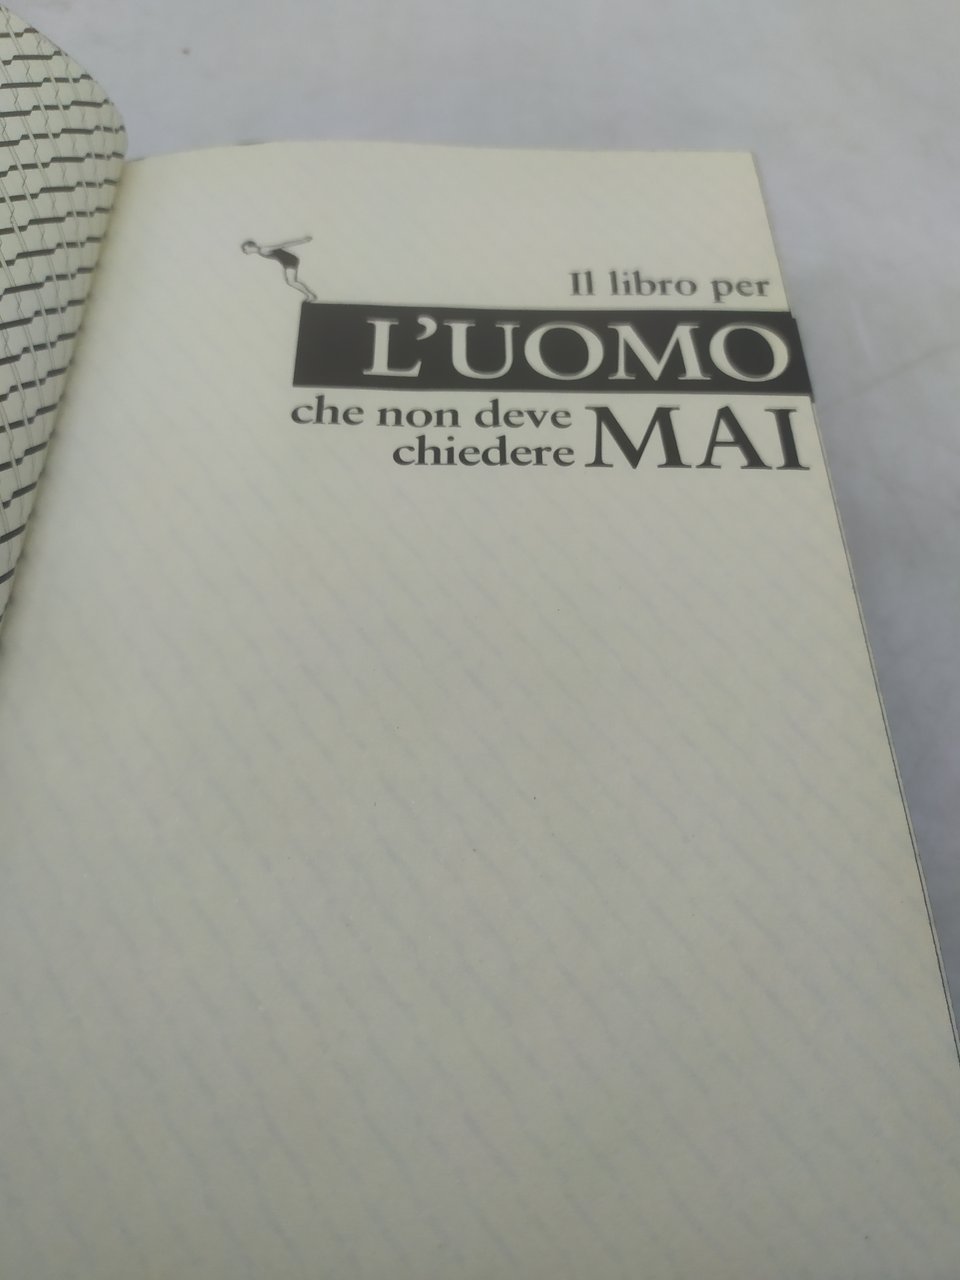 Il libro per
L'UOMO
che non deve
chiedere MAI